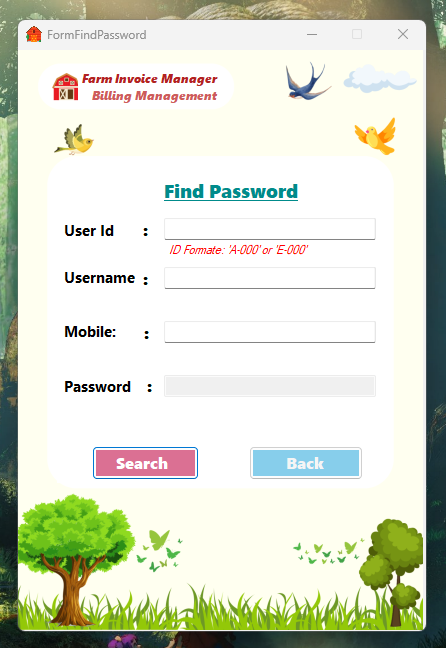 FormFindPassword
Farm Invoice Manager
Billing Management
Find Password
User Id :
ID Formate: 'A-000' or 'E-000'
Username :
Mobile: :
Password :
Search Back